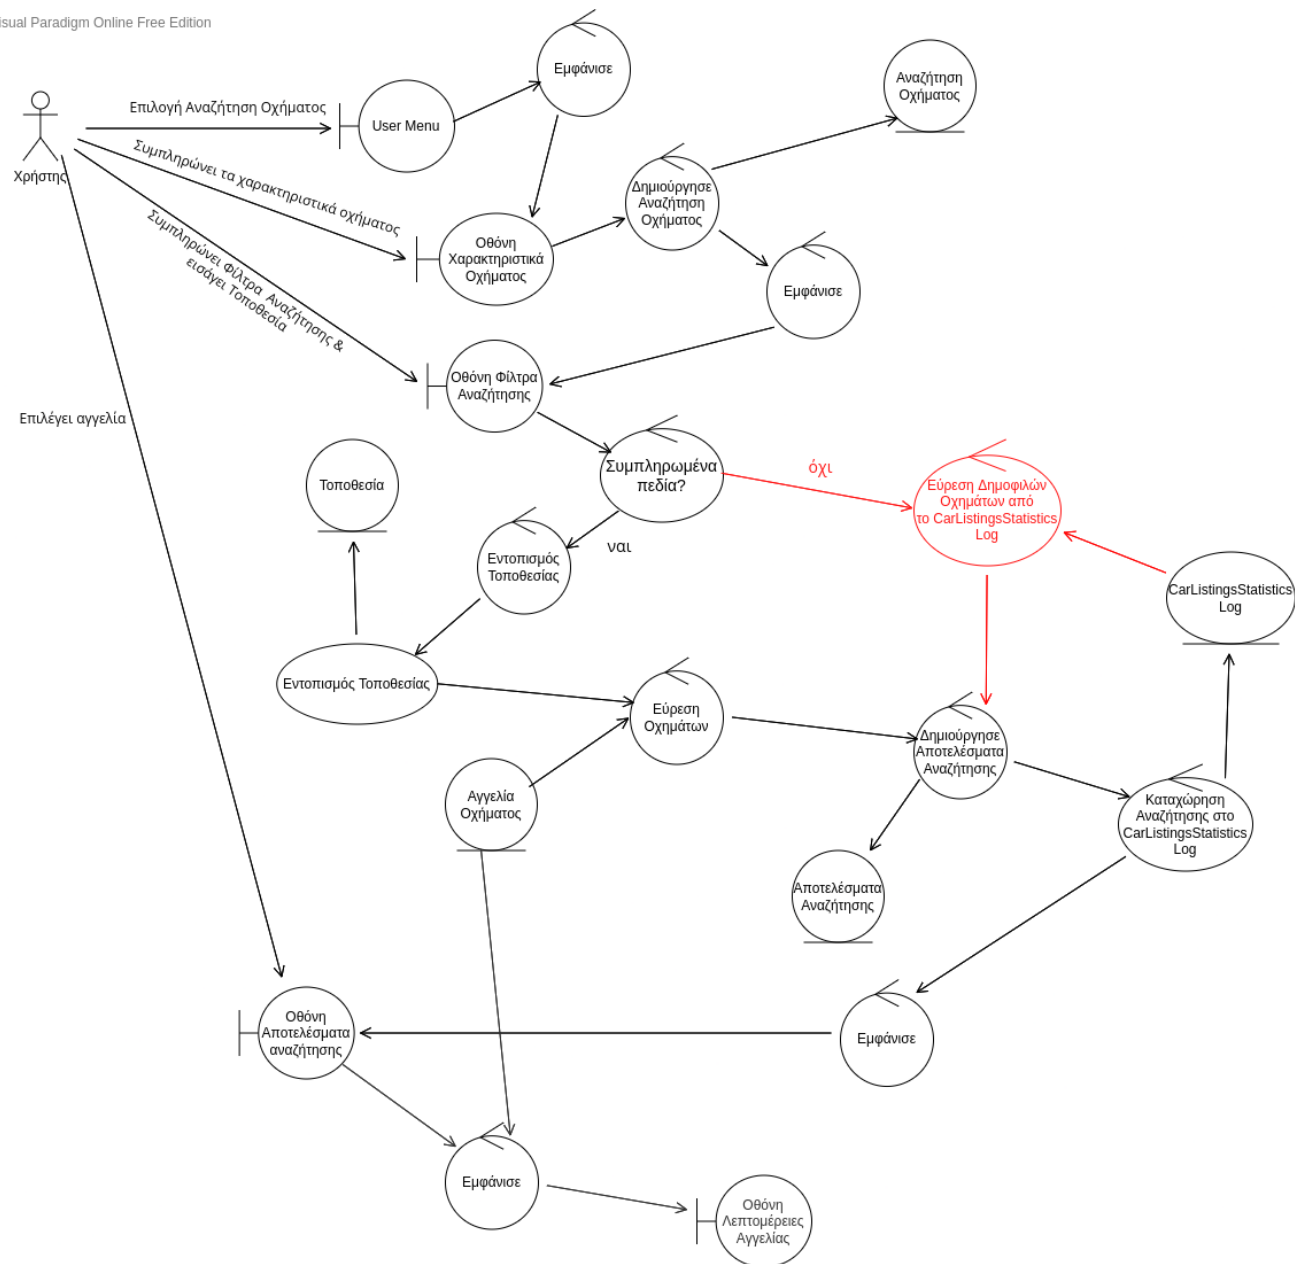 isual Paradigm Online Free Edition
Εμφάνισε
Αναζήτηση
Οχήματος
Επιλογή Αναζήτηση Οχήματος
User Menu
Χρήστης
Συμπληρώνει τα χαρακτηριστικά οχήματος
Δημιούργησε
Αναζήτηση
Οχήματος
Συμπληρώνει Φίλτρα Αναζήτησης &
εισάγει Τοποθεσία
Οθόνη
Χαρακτηριστικά
Οχήματος
Εμφάνισε
Οθόνη Φίλτρα
Αναζήτησης
Επιλέγει αγγελία
Συμπληρωμένα
πεδία?
όχι
Εύρεση Δημοφιλών
Οχημάτων από
το CarListingsStatistics
Log
Τοποθεσία
ναι
Εντοπισμός
Τοποθεσίας
CarListingsStatistics
Log
Εντοπισμός Τοποθεσίας
Εύρεση
Οχημάτων
Δημιούργησε
Αποτελέσματα
Αναζήτησης
Αγγελία
Οχήματος
Καταχώρηση
Αναζήτησης στο
CarListingsStatistics
Log
Αποτελέσματα
Αναζήτησης
Οθόνη
Αποτελέσματα
αναζήτησης
Εμφάνισε
Εμφάνισε
Οθόνη
Λεπτομέρειες
Αγγελίας